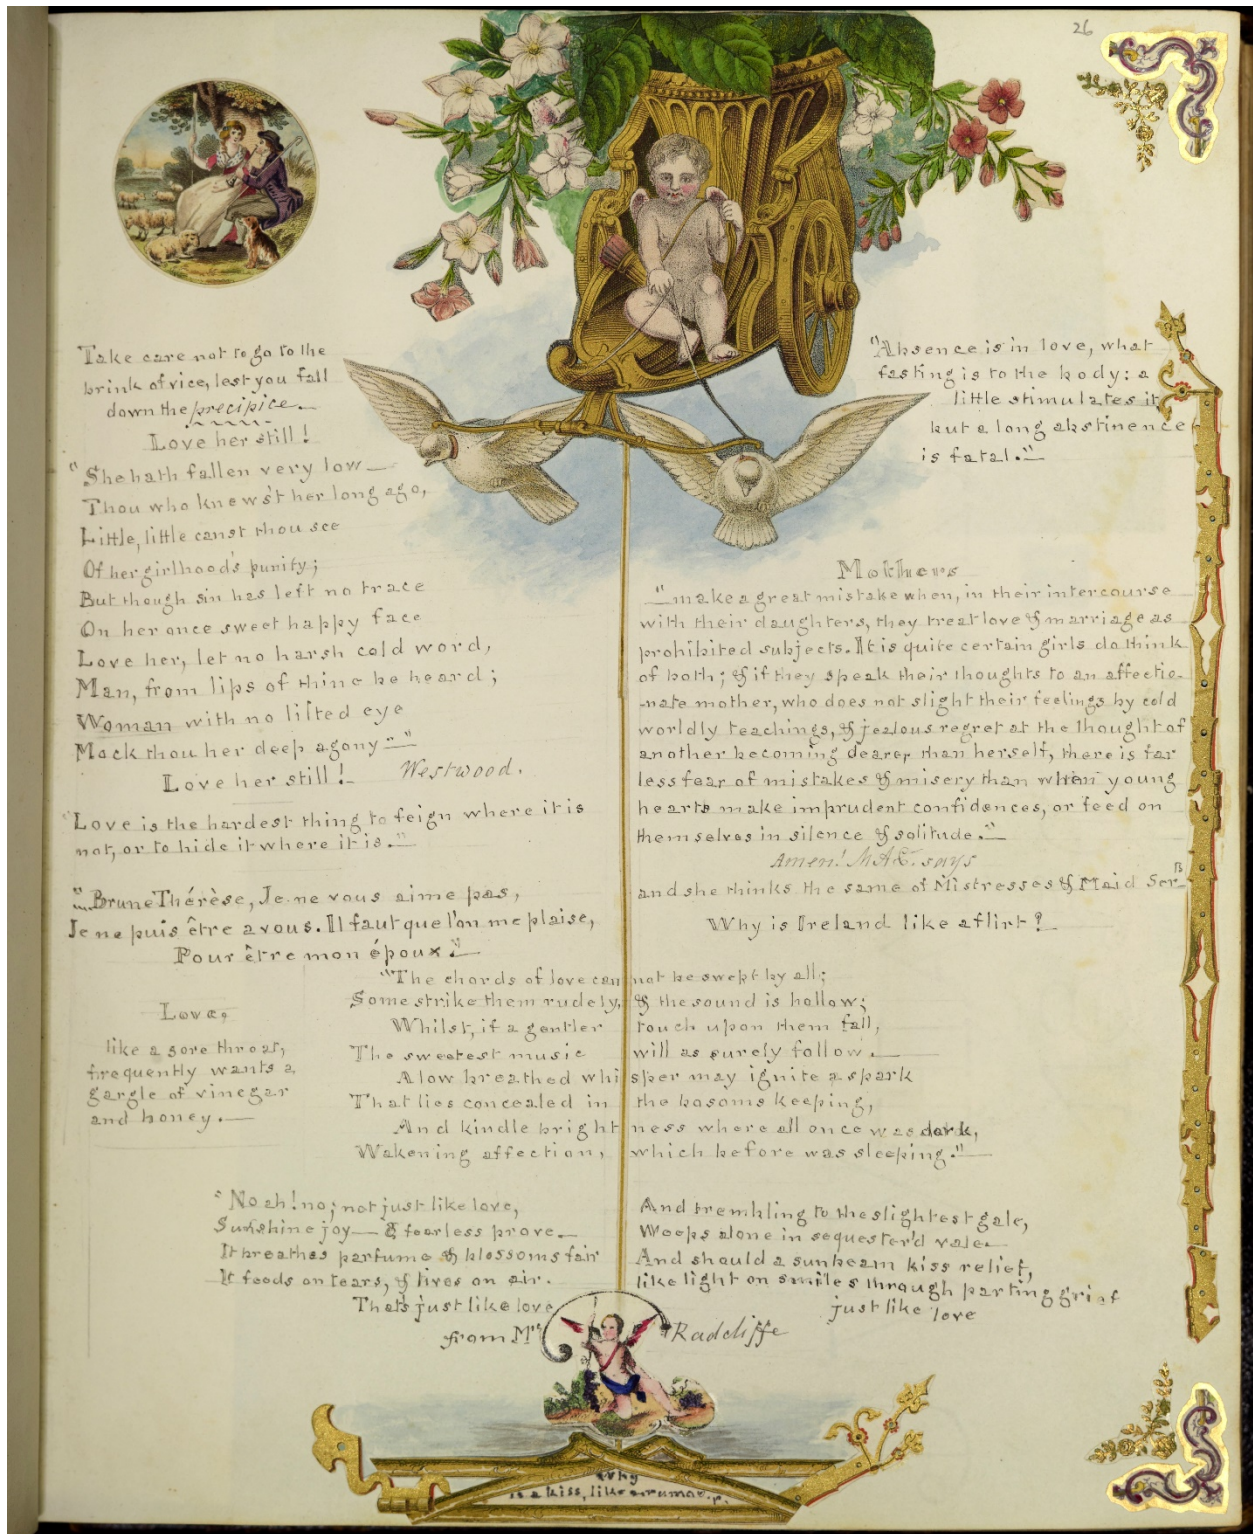 26
Take care not to go to the
brink of vice, lest you fall
down the precipice.
Love her still!
"She hath fallen very low
Thou who knew'st her long ago,
Little, little canst thou see
Of her girlhood's purity;
But though sin has left no trace
On her once sweet happy face
Love her, let no harsh cold word,
Man, from lips of thine be heard;
Woman with no lifted eye
Mock thou her deep agony"
Love her still! Westwood.
"Love is the hardest thing to feign where it is
not, or to hide it where it is."
"Brune Thérèse, Je ne vous aime pas,
Je ne puis être a vous. Il faut que l'on me plaise,
Pour être mon époux."
"Absence is in love, what
fasting is to the body: a
little stimulates it
but a long abstinence
is fatal."
Mothers
"make a great mistake when, in their intercourse
with their daughters, they treat love & marriage as
prohibited subjects. It is quite certain girls do think
of both; & if they speak their thoughts to an affectio-
-nate mother, who does not slight their feelings by cold
worldly teachings, & jealous regret at the thought of
another becoming dearer than herself, there is far
less fear of mistakes & misery than when young
hearts make imprudent confidences, or feed on
themselves in silence & solitude."
Amen! M.A.E. says
and she thinks the same of Mistresses & Maid Ser
Why is Ireland like a flirt?
"The chords of love can not be swept by all;
Some strike them rudely, & the sound is hollow;
Whilst, if a gentler touch upon them fall,
The sweetest music will as surely follow.
A low breathed whisper may ignite a spark
That lies concealed in the bosoms keeping,
And kindle brightness where all once was dark,
Wakening affection, which before was sleeping."
Love,
like a sore throat,
frequently wants a
gargle of vinegar
and honey.
"No ah! no; not just like love,
Sunshine joy— & fearless prove.
It breathes parfume & blossoms fair
It feeds on tears, & lives on air.
That's just like love
And trembling to the slightest gale,
Weeps alone in sequester'd vale
And should a sunbeam kiss relief,
like light on smiles through parting grief
just like love
from Mrs Radcliffe
Why
is a kiss, like a rumour